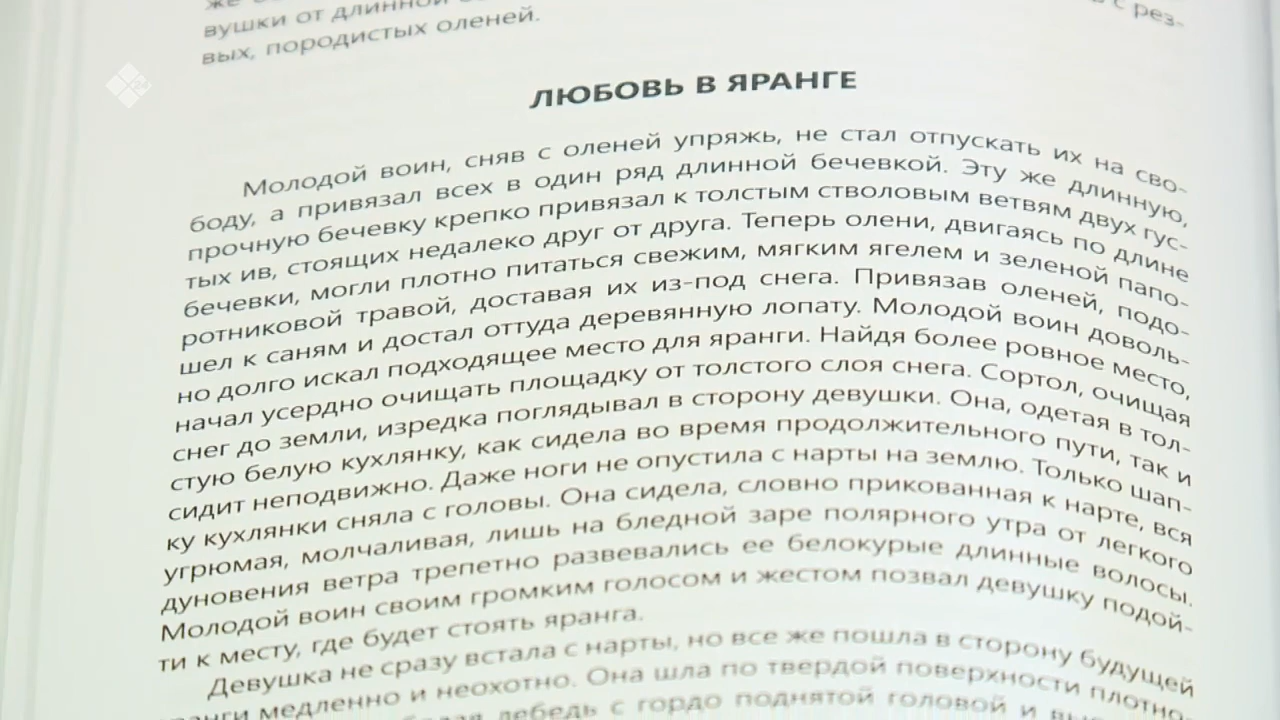 вушки от длинной
с рез-
вых, породистых оленей.
ЛЮБОВЬ В ЯРАНГЕ
Молодой воин, сняв с оленей упряжь, не стал отпускать их на сво-
боду, а привязал всех в один ряд длинной бечевкой. Эту же длинную,
прочную бечевку крепко привязал к толстым стволовым ветвям двух гус-
тых ив, стоящих недалеко друг от друга. Теперь олени, двигаясь по длине
бечевки, могли плотно питаться свежим, мягким ягелем и зеленой папо-
ротниковой травой, доставая их из-под снега. Привязав оленей, подо-
шел к саням и достал оттуда деревянную лопату. Молодой воин доволь-
но долго искал подходящее место для яранги. Найдя более ровное место,
начал усердно очищать площадку от толстого слоя снега. Сортол, очищая
снег до земли, изредка поглядывал в сторону девушки. Она, одетая в тол-
стую белую кухлянку, как сидела во время продолжительного пути, так и
сидит неподвижно. Даже ноги не опустила с нарты на землю. Только шап-
ку кухлянки сняла с головы. Она сидела, словно прикованная к нарте, вся
угрюмая, молчаливая, лишь на бледной заре полярного утра от легкого
дуновения ветра трепетно развевались ее белокурые длинные волосы.
Молодой воин своим громким голосом и жестом позвал девушку подой-
ти к месту, где будет стоять яранга.
Девушка не сразу встала с нарты, но все же пошла в сторону будущей
яранги медленно и неохотно. Она шла по твердой поверхности плотно-
лебедь с гордо поднятой головой и